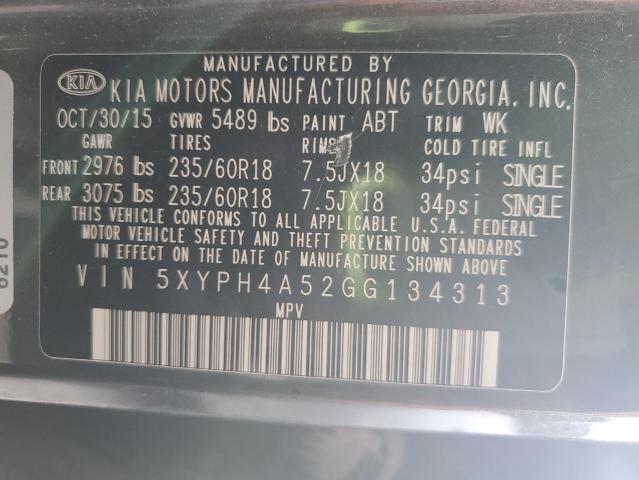 MANUFACTURED BY
KIA KIA MOTORS MANUFACTURING GEORGIA, INC.
OCT/30/15 GVWR 5489 lbs PAINT ABT TRIM WK
GAWR TIRES RIMS COLD TIRE INFL
FRONT 2976 lbs 235/60R18 7.5JX18 34psi SINGLE
REAR 3075 lbs 235/60R18 7.5JX18 34psi SINGLE
THIS VEHICLE CONFORMS TO ALL APPLICABLE U.S.A. FEDERAL
MOTOR VEHICLE SAFETY AND THEFT PREVENTION STANDARDS
IN EFFECT ON THE DATE OF MANUFACTURE SHOWN ABOVE.
VIN 5XYPH4A52GG134313
MPV
6210